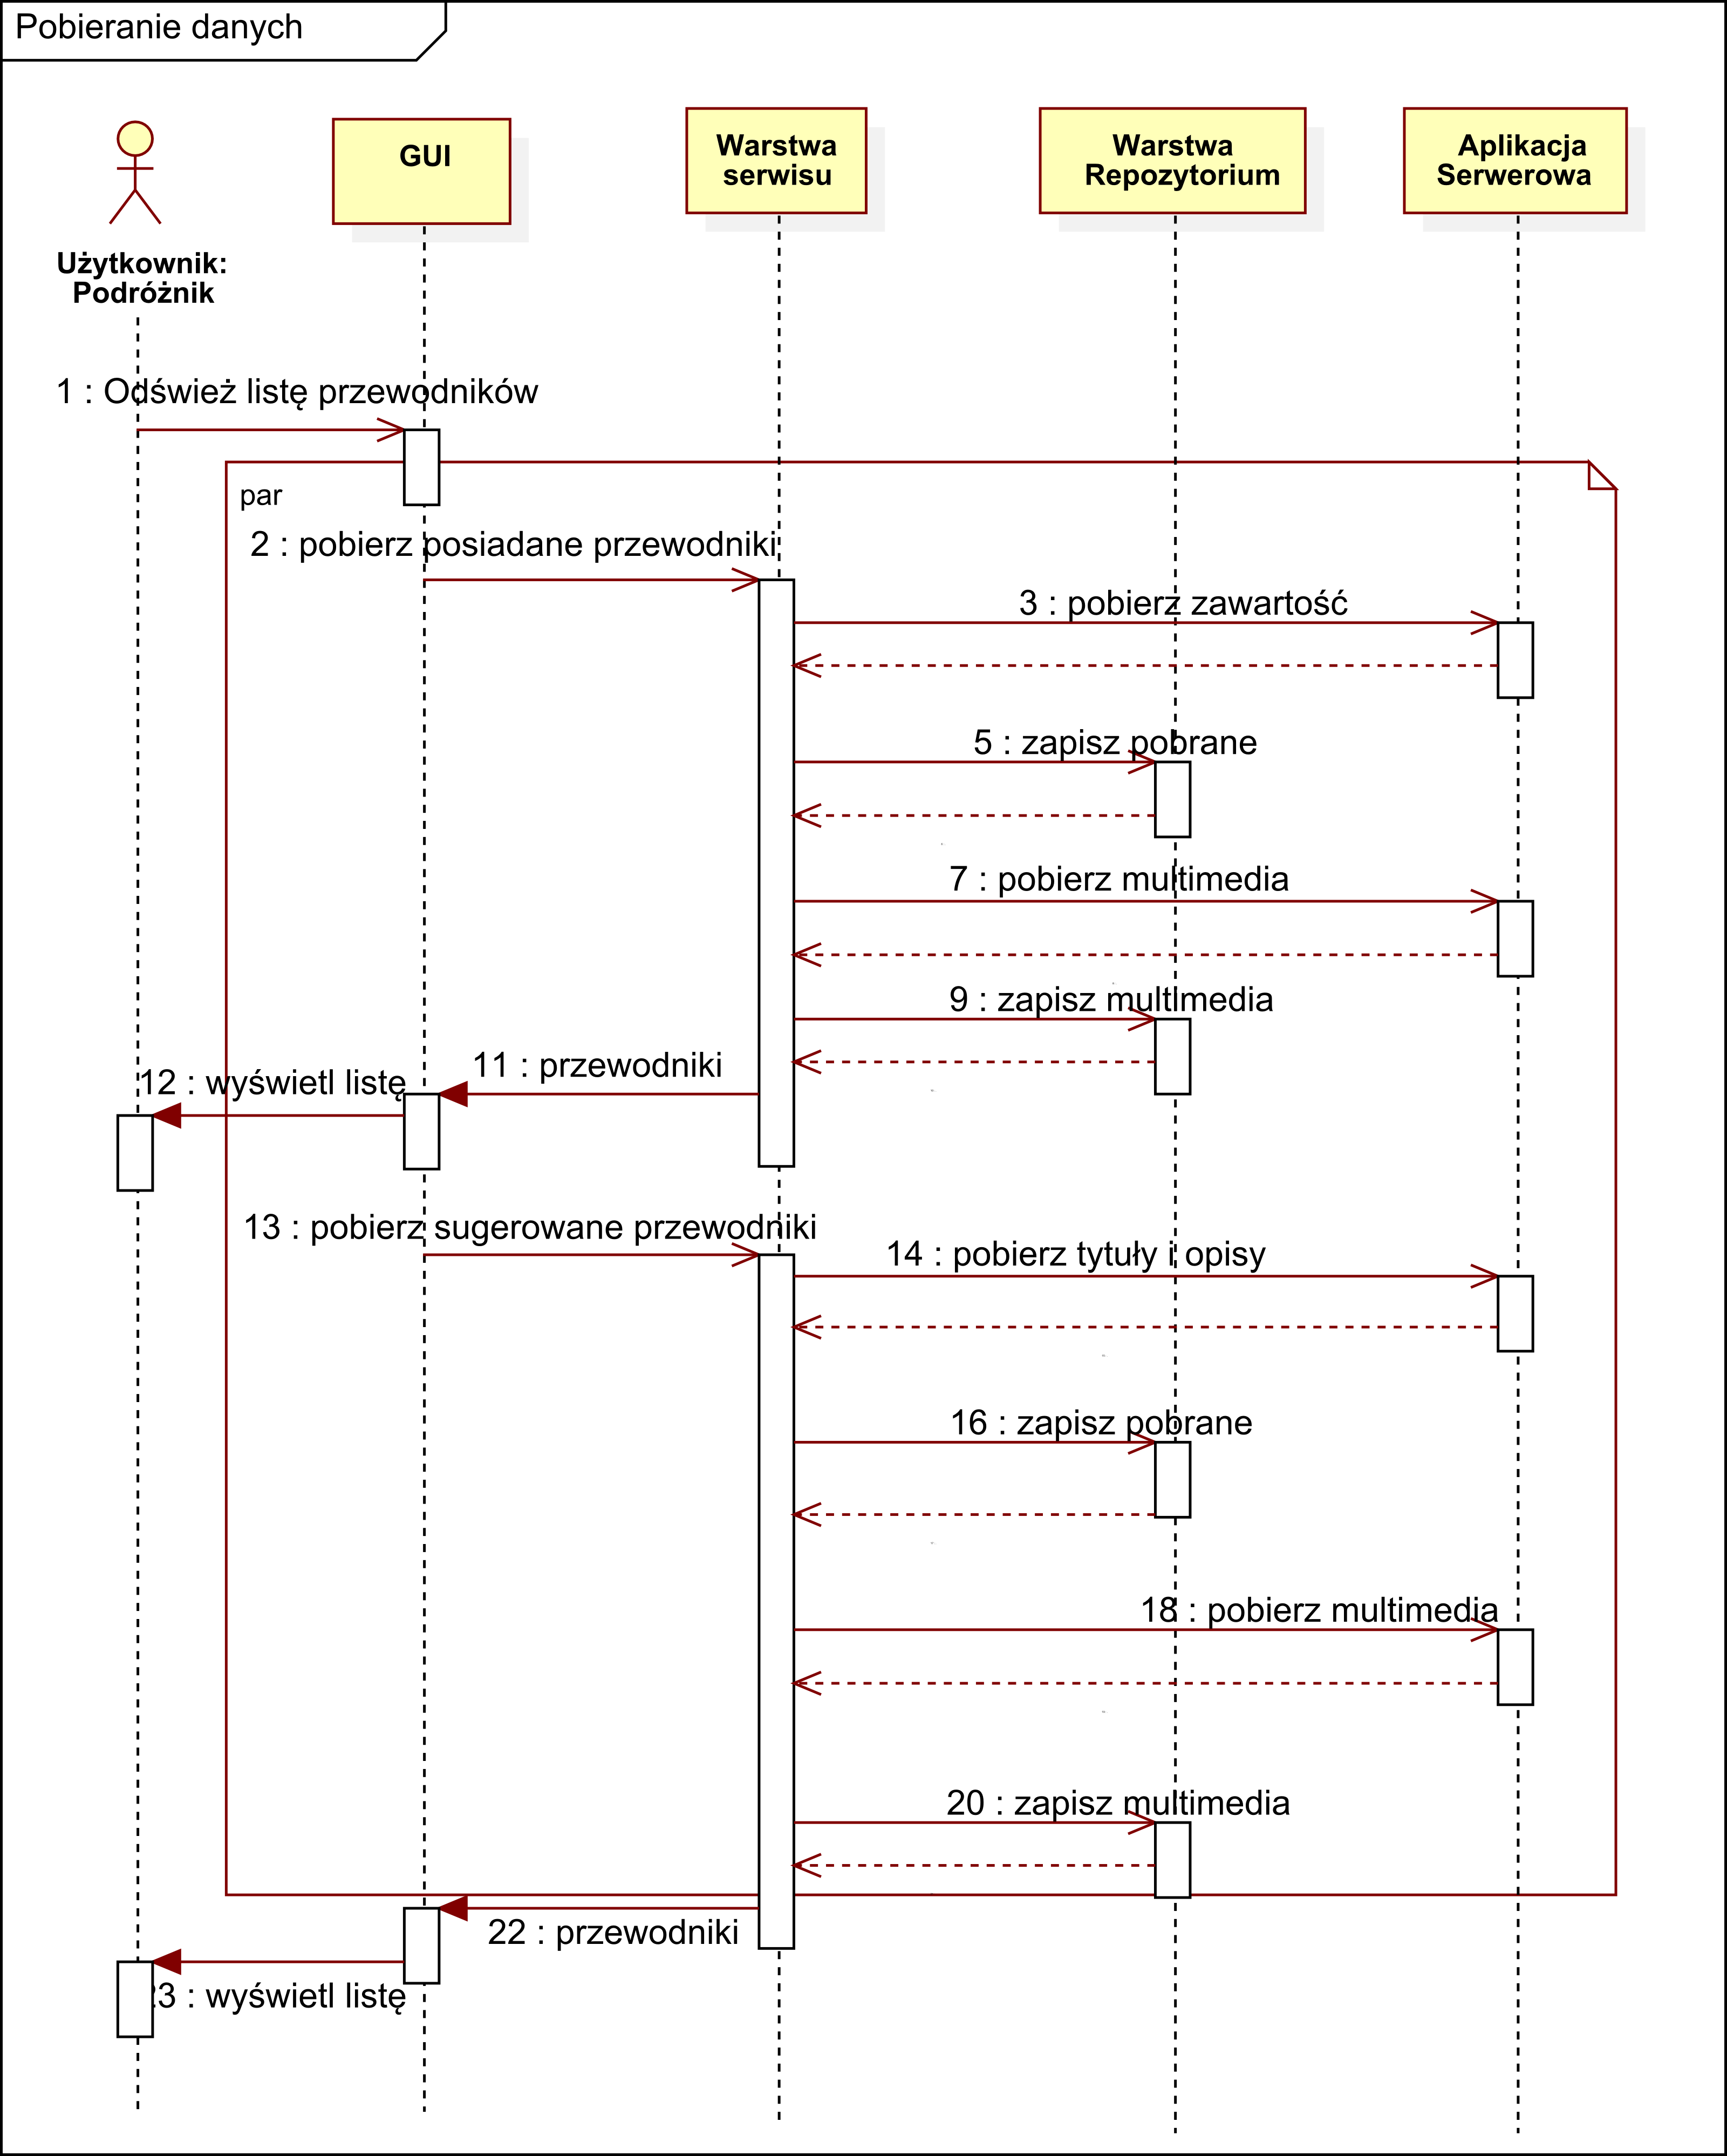 Pobieranie danych
GUI
Warstwa
serwisu
Warstwa
Repozytorium
Aplikacja
Serwerowa
Użytkownik:
Podróżnik
1 : Odśwież listę przewodników
par
2 : pobierz posiadane przewodniki
3 : pobierz zawartość
5 : zapisz pobrane
7 : pobierz multimedia
9 : zapisz multimedia
11 : przewodniki
12 : wyświetl listę
13 : pobierz sugerowane przewodniki
14 : pobierz tytuły i opisy
16 : zapisz pobrane
18 : pobierz multimedia
20 : zapisz multimedia
22 : przewodniki
23 : wyświetl listę